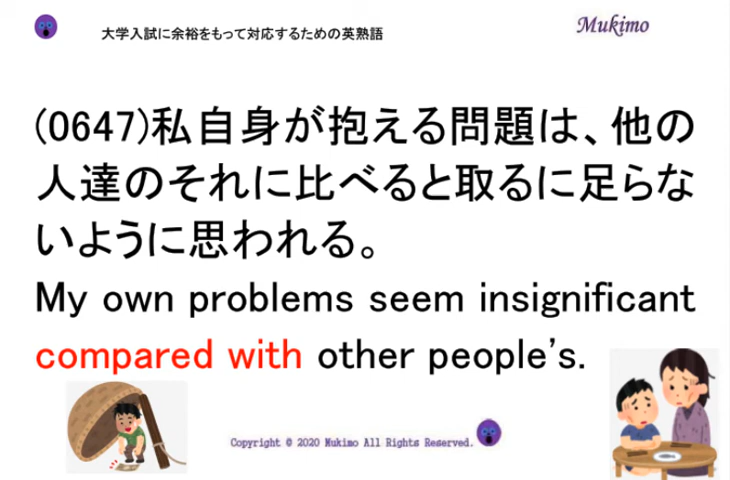 大学入試に余裕をもって対応するための英熟語
Mukimo
(0647)私自身が抱える問題は、他の
人達のそれに比べると取るに足らな
いように思われる。
My own problems seem insignificant
compared with other people's.
Copyright © 2020 Mukimo All Rights Reserved.